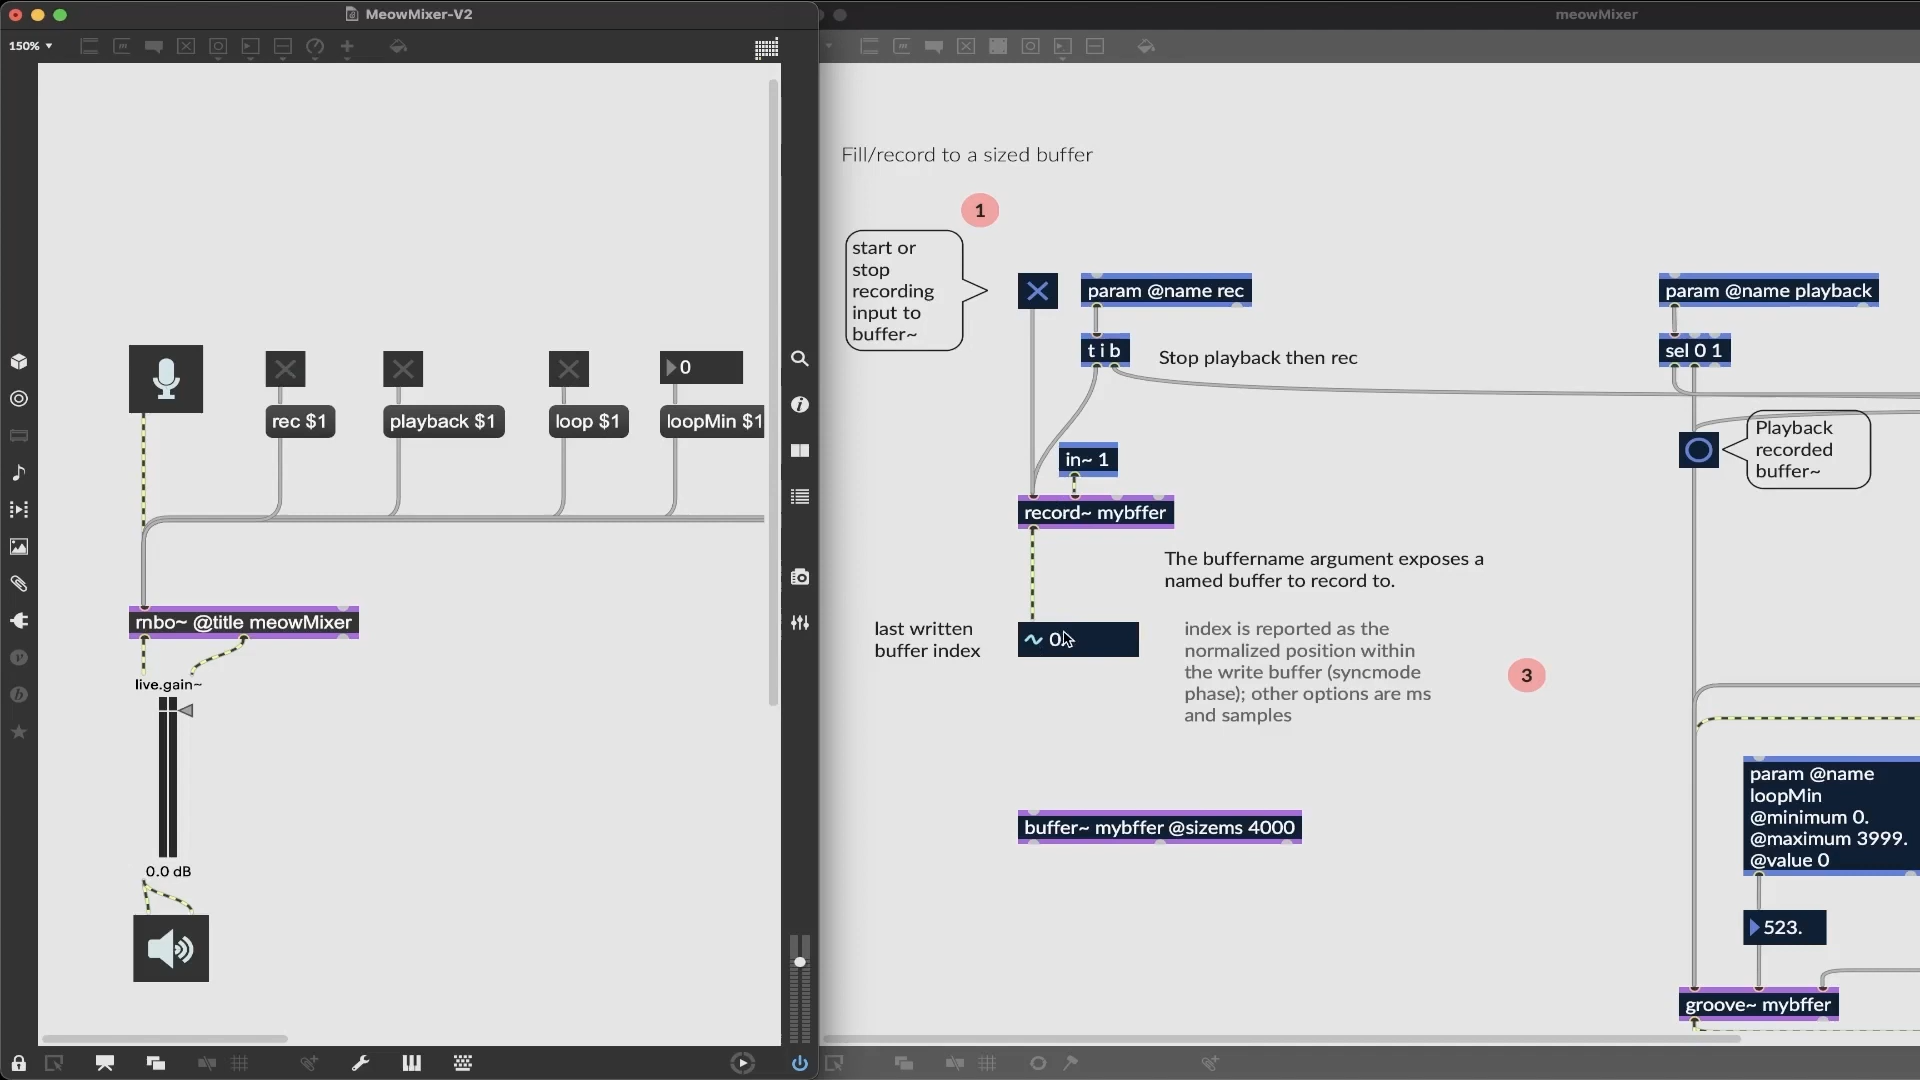 MeowMixer-V2
meowMixer
150%
Fill/record to a sized buffer
1
start or
stop
recording
input to
buffer~
param @name rec
param @name playback
t i b
Stop playback then rec
sel 0 1
0
rec $1
playback $1
loop $1
loopMin $1
Playback
recorded
buffer~
in~ 1
record~ mybffer
The buffername argument exposes a
named buffer to record to.
rnbo~ @title meowMixer
last written
buffer index
0.
index is reported as the
normalized position within
the write buffer (syncmode
phase); other options are ms
and samples
3
live.gain~
0.0 dB
param @name
loopMin
@minimum 0.
@maximum 3999.
@value 0
buffer~ mybffer @sizems 4000
523.
groove~ mybffer